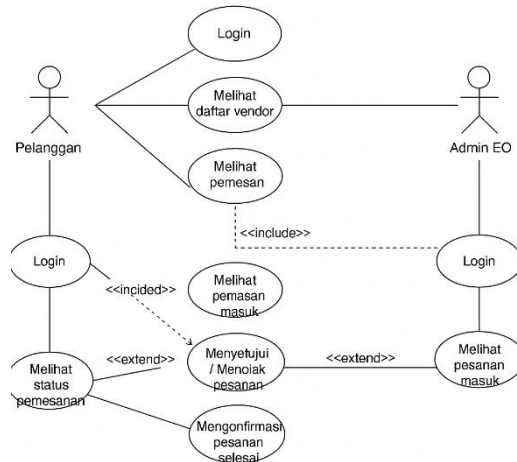 Login
Melihat
daftar vendor
Pelanggan
Admin EO
Melihat
pemesan
<<include>>
Login
Login
<<incided>>
Melihat
pemasan
masuk
<<extend>>
Menyetujui
/ Menoiak
pesanan
<<extend>>
Melihat
pesanan
masuk
Melihat
status
pemesanan
Mengonfirmasi
pesanan
selesai